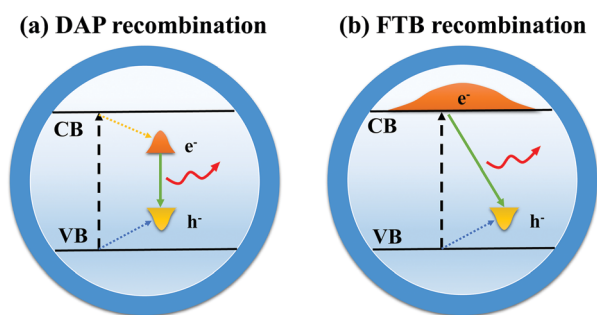 (a) DAP recombination
CB
e-
h-
VB
(b) FTB recombination
e-
CB
h-
VB